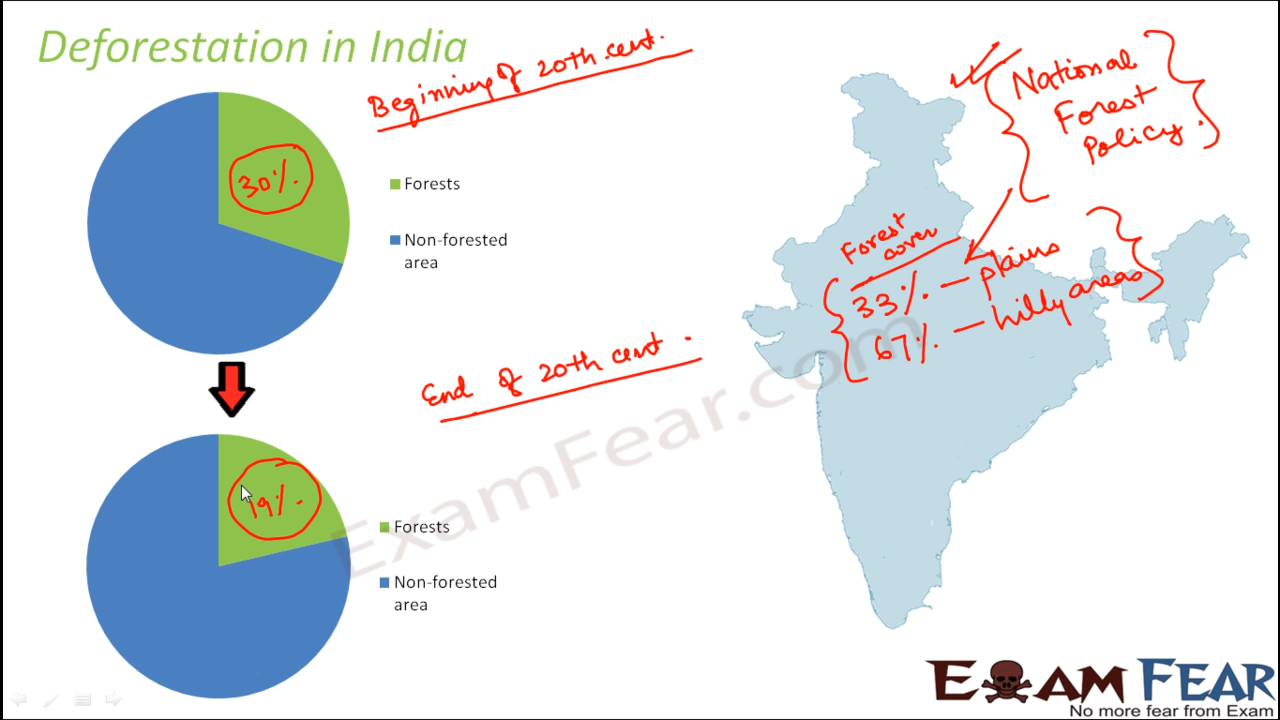 Deforestation in India
Beginning of 20th cent.
30%.
Forests
Non-forested
area
End of 20th cent.
19%.
Forests
Non-forested
area
National
Forest
Policy.
Forest
cover
33%. – plains
67%. – hilly areas
ExamFear.com
EXAM FEAR
No more fear from Exam